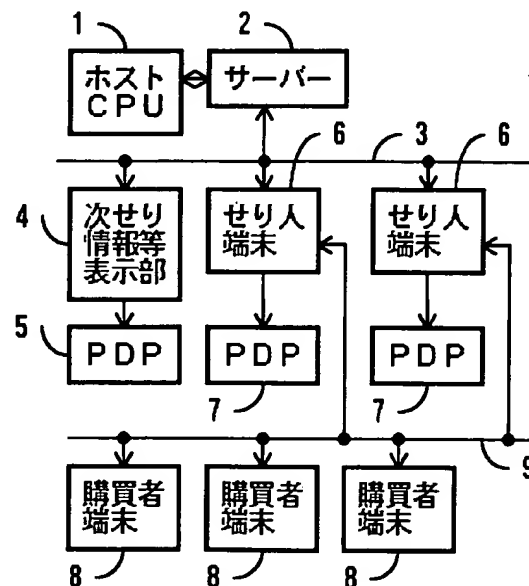 1
2
ホスト
CPU
サーバー
6
3
6
4
次せり
情報等
表示部
せり人
端末
せり人
端末
5
PDP
PDP
PDP
7
7
9
購買者
端末
購買者
端末
購買者
端末
8
8
8